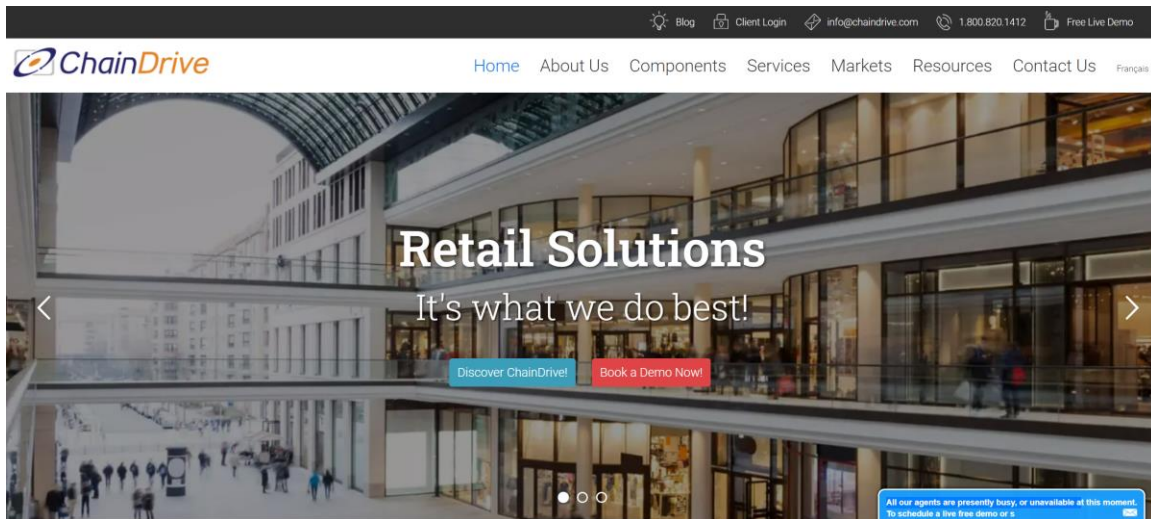 Blog Client Login info@chaindrive.com 1.800.820.1412 Free Live Demo
ChainDrive
Home About Us Components Services Markets Resources Contact Us Français
Retail Solutions
It's what we do best!
Discover ChainDrive! Book a Demo Now!
All our agents are presently busy, or unavailable at this moment.
To schedule a live free demo or s